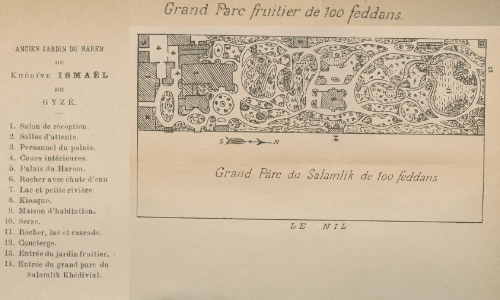 Grand Parc fruitier de 100 feddans.
ANCIEN JARDIN DU HAREM
DU
KHÉDIVE ISMAËL
DE
GYZÉ.
1. Salon de réception.
2. Salles d'attente.
3. Personnel du palais.
4. Cours intérieures.
5. Palais du Harem.
6. Rocher avec chute d'eau
7. Lac et petite rivière.
8. Kiosque.
9. Maison d'habitation.
10. Serre.
11. Rocher, lac et cascade.
12. Concierge.
13. Entrée du jardin fruitier.
14. Entrée du grand parc du
Salamlik Khédivial.
S N
Grand Parc du Salamlik de 100 feddans
LE NIL